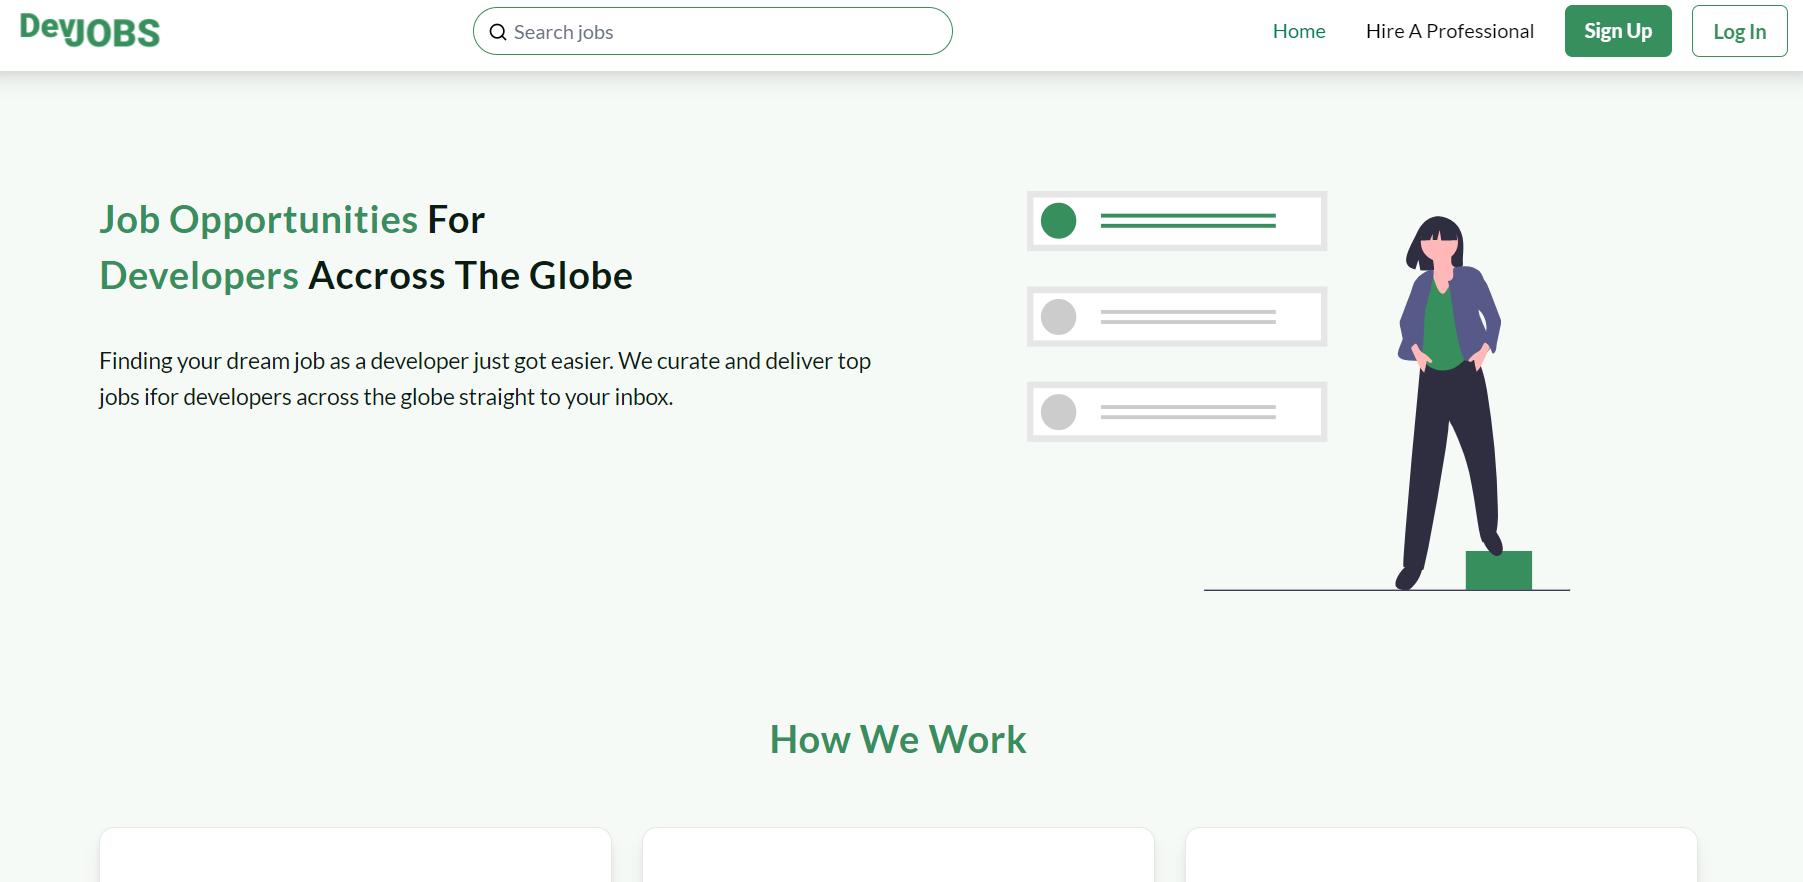 DevJOBS
Search jobs
Home
Hire A Professional
Sign Up
Log In
Job Opportunities For
Developers Accross The Globe
Finding your dream job as a developer just got easier. We curate and deliver top
jobs ifor developers across the globe straight to your inbox.
How We Work